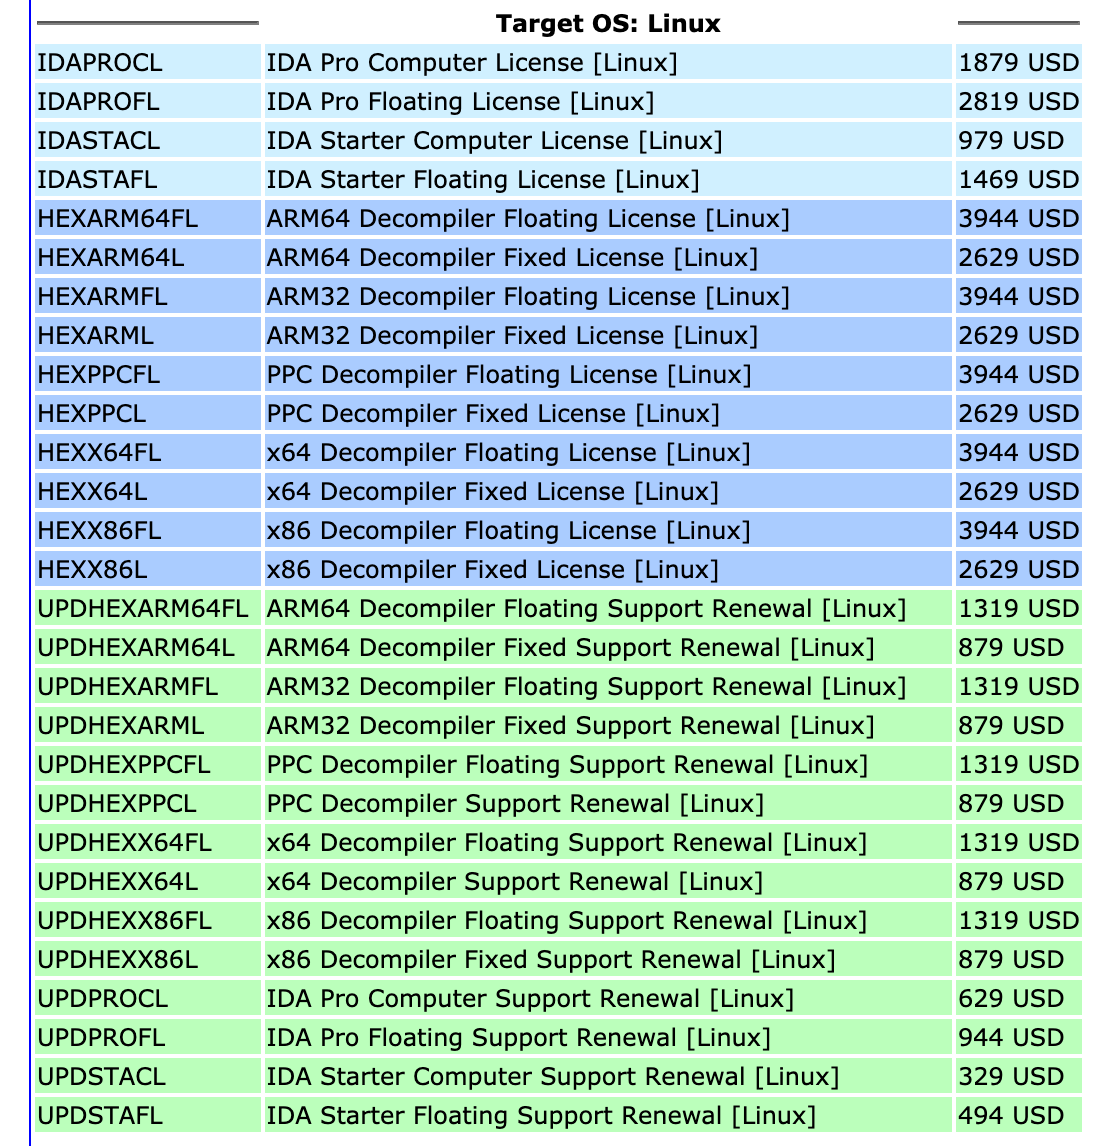 Target OS: Linux
IDAPROCL IDA Pro Computer License [Linux] 1879 USD
IDAPROFL IDA Pro Floating License [Linux] 2819 USD
IDASTACL IDA Starter Computer License [Linux] 979 USD
IDASTAFL IDA Starter Floating License [Linux] 1469 USD
HEXARM64FL ARM64 Decompiler Floating License [Linux] 3944 USD
HEXARM64L ARM64 Decompiler Fixed License [Linux] 2629 USD
HEXARMFL ARM32 Decompiler Floating License [Linux] 3944 USD
HEXARML ARM32 Decompiler Fixed License [Linux] 2629 USD
HEXPPCFL PPC Decompiler Floating License [Linux] 3944 USD
HEXPPCL PPC Decompiler Fixed License [Linux] 2629 USD
HEXX64FL x64 Decompiler Floating License [Linux] 3944 USD
HEXX64L x64 Decompiler Fixed License [Linux] 2629 USD
HEXX86FL x86 Decompiler Floating License [Linux] 3944 USD
HEXX86L x86 Decompiler Fixed License [Linux] 2629 USD
UPDHEXARM64FL ARM64 Decompiler Floating Support Renewal [Linux] 1319 USD
UPDHEXARM64L ARM64 Decompiler Fixed Support Renewal [Linux] 879 USD
UPDHEXARMFL ARM32 Decompiler Floating Support Renewal [Linux] 1319 USD
UPDHEXARML ARM32 Decompiler Fixed Support Renewal [Linux] 879 USD
UPDHEXPPCFL PPC Decompiler Floating Support Renewal [Linux] 1319 USD
UPDHEXPPCL PPC Decompiler Support Renewal [Linux] 879 USD
UPDHEXX64FL x64 Decompiler Floating Support Renewal [Linux] 1319 USD
UPDHEXX64L x64 Decompiler Support Renewal [Linux] 879 USD
UPDHEXX86FL x86 Decompiler Floating Support Renewal [Linux] 1319 USD
UPDHEXX86L x86 Decompiler Fixed Support Renewal [Linux] 879 USD
UPDPROCL IDA Pro Computer Support Renewal [Linux] 629 USD
UPDPROFL IDA Pro Floating Support Renewal [Linux] 944 USD
UPDSTACL IDA Starter Computer Support Renewal [Linux] 329 USD
UPDSTAFL IDA Starter Floating Support Renewal [Linux] 494 USD